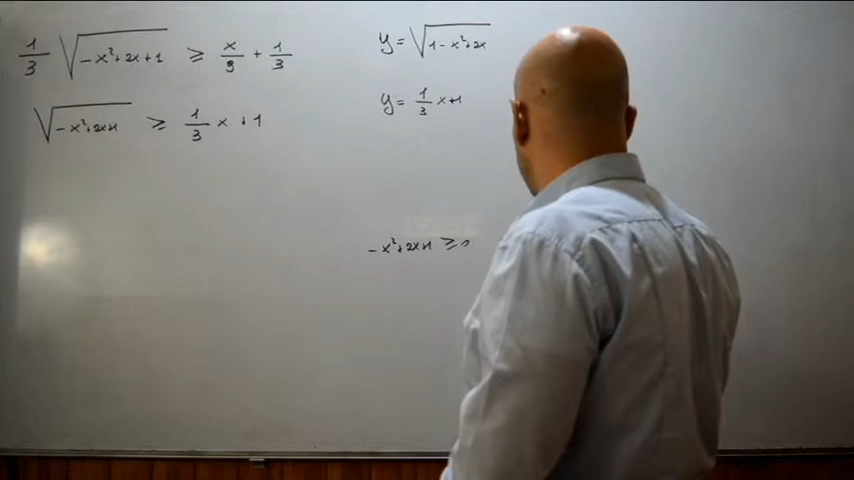 1/3 √(-x²+2x+1) ≥ x/3 + 1/3
√(-x²+2x+1) ≥ 1/3 x + 1
y = √(1-x²+2x)
y = 1/3 x+1
-x²+2x+1 ≥ 0